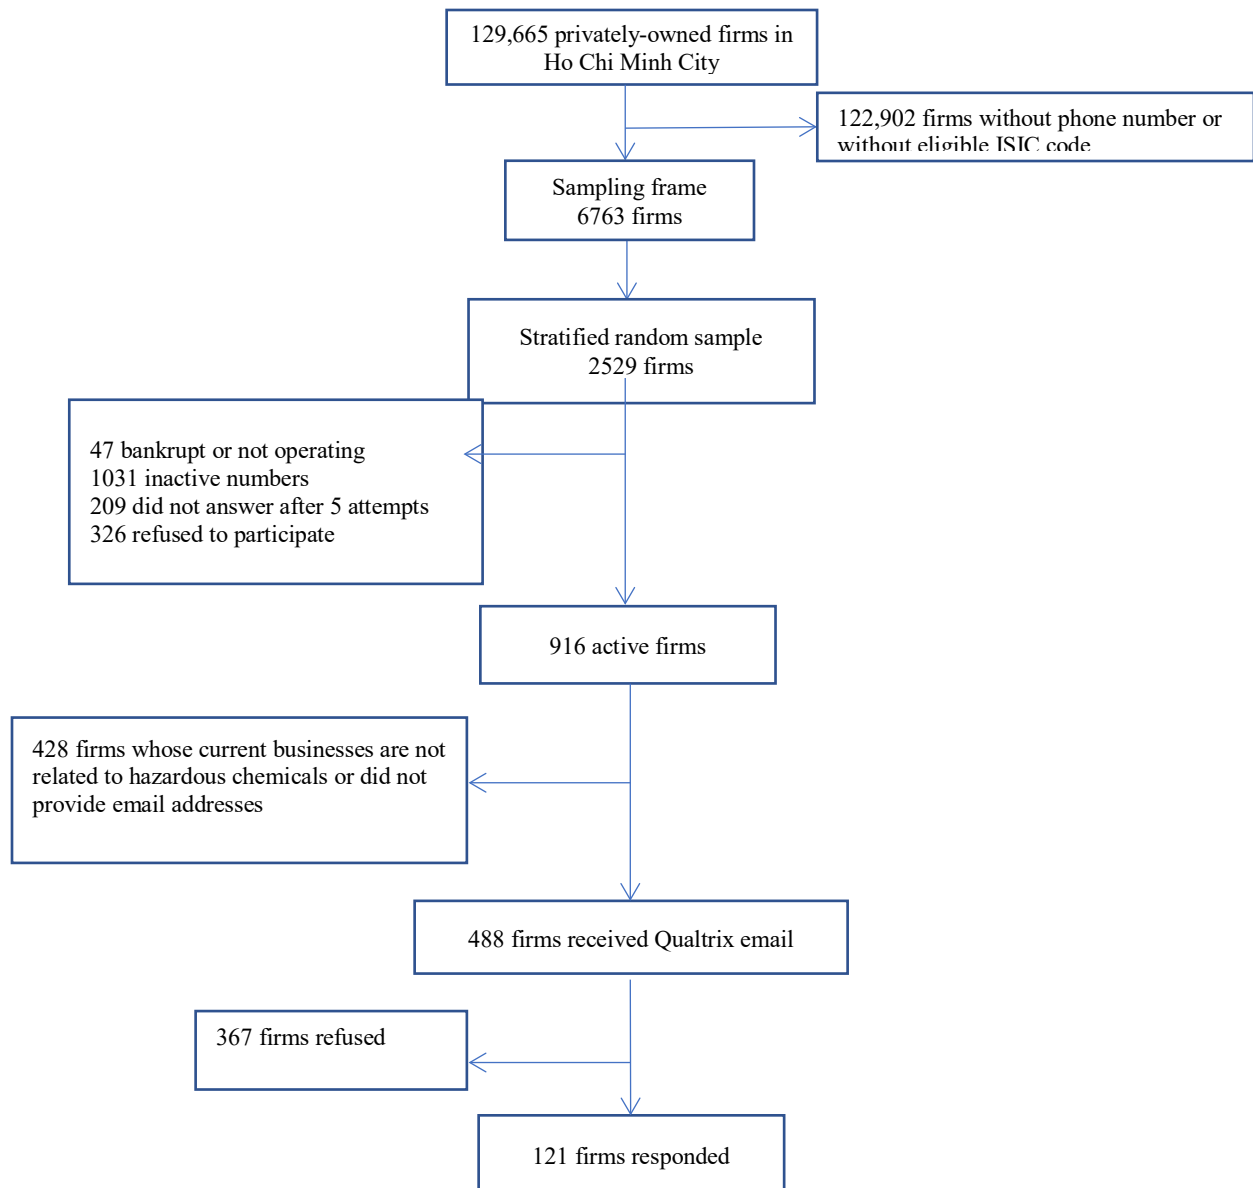 129,665 privately-owned firms in
Ho Chi Minh City
122,902 firms without phone number or
without eligible ISIC code
Sampling frame
6763 firms
Stratified random sample
2529 firms
47 bankrupt or not operating
1031 inactive numbers
209 did not answer after 5 attempts
326 refused to participate
916 active firms
428 firms whose current businesses are not
related to hazardous chemicals or did not
provide email addresses
488 firms received Qualtrix email
367 firms refused
121 firms responded